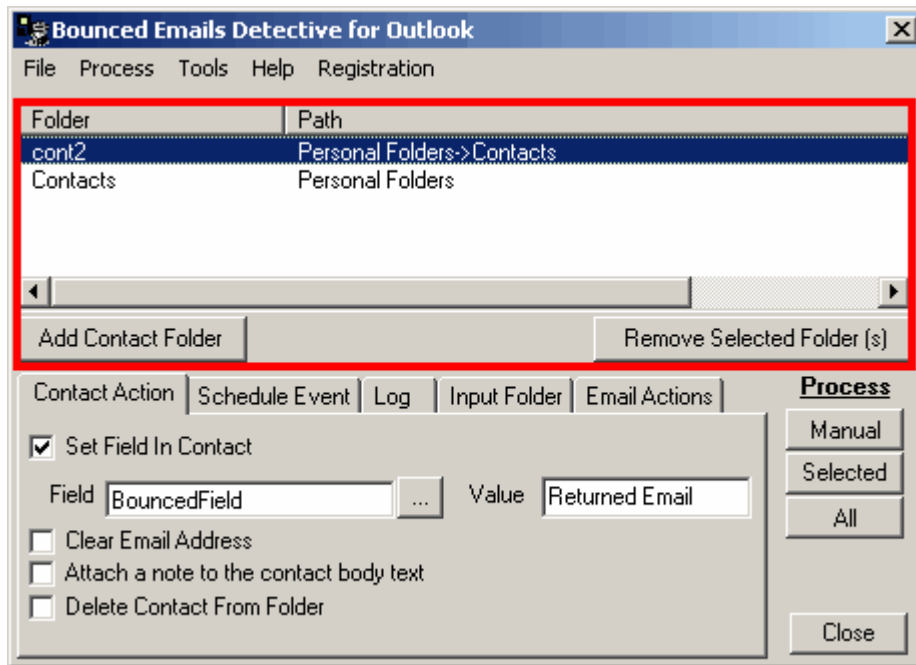 Bounced Emails Detective for Outlook
File Process Tools Help Registration
Folder Path
cont2 Personal Folders->Contacts
Contacts Personal Folders
Add Contact Folder Remove Selected Folder (s)
Contact Action Schedule Event Log Input Folder Email Actions
Set Field In Contact
Field BouncedField ... Value Returned Email
Clear Email Address
Attach a note to the contact body text
Delete Contact From Folder
Process
Manual
Selected
All
Close